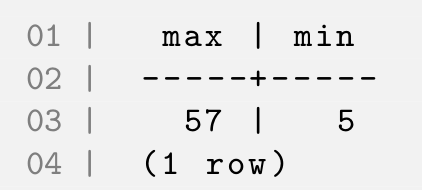 01 |    max | min
02 |   -----+-----
03 |     57 |   5
04 |   (1 row)